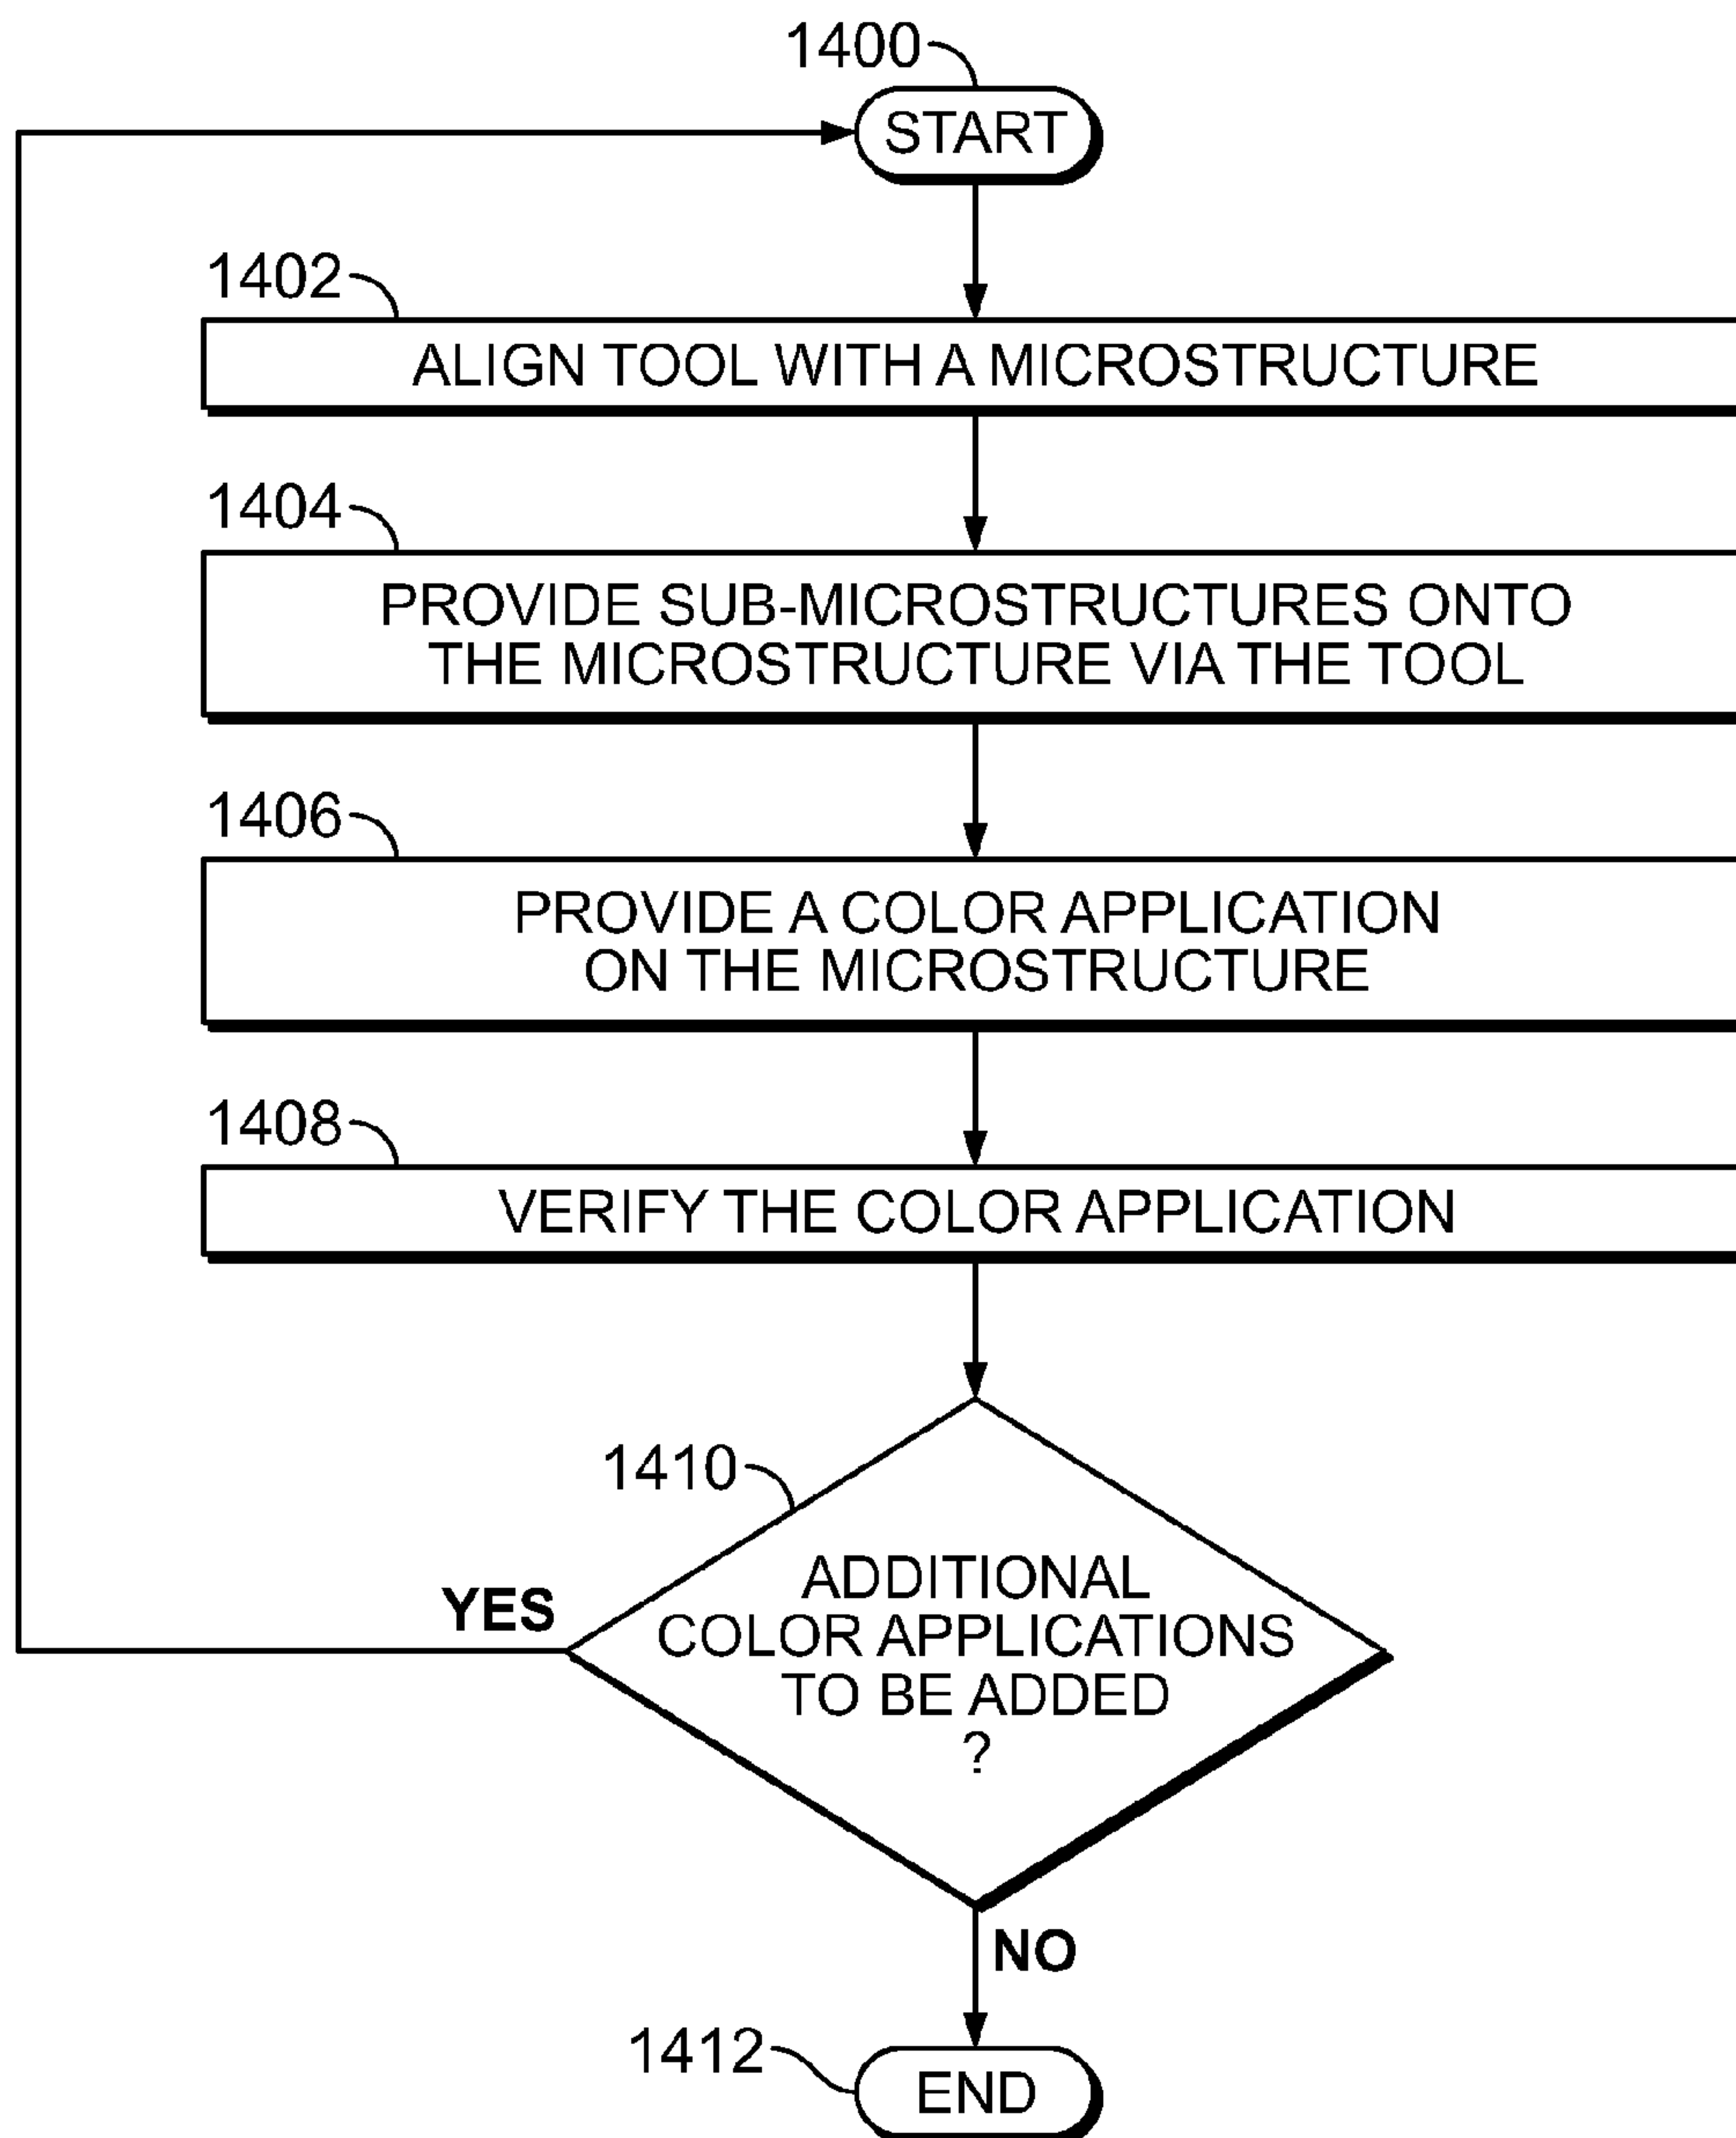 1400
START
1402
ALIGN TOOL WITH A MICROSTRUCTURE
1404
PROVIDE SUB-MICROSTRUCTURES ONTO
THE MICROSTRUCTURE VIA THE TOOL
1406
PROVIDE A COLOR APPLICATION
ON THE MICROSTRUCTURE
1408
VERIFY THE COLOR APPLICATION
1410
ADDITIONAL
COLOR APPLICATIONS
TO BE ADDED
?
YES
NO
1412
END